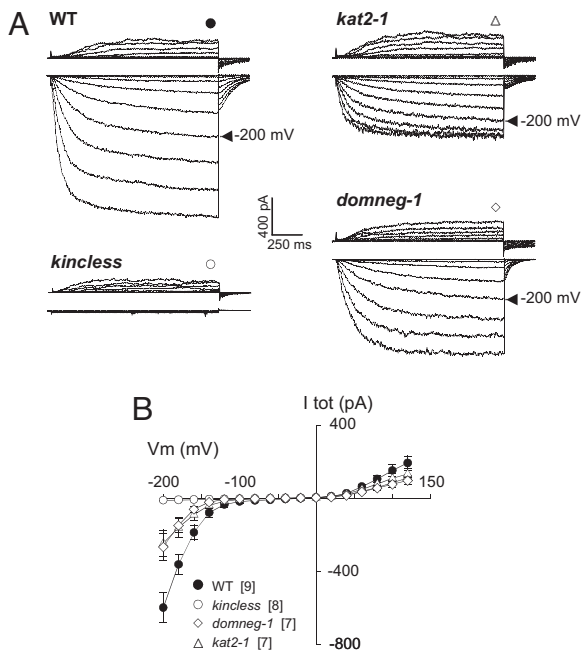 A
WT
kat2-1
-200 mV
-200 mV
400 pA
250 ms
domneg-1
kincless
-200 mV
B
I tot (pA)
400
Vm (mV)
-200
-100
150
-400
-800
WT [9]
kincless [8]
domneg-1 [7]
kat2-1 [7]